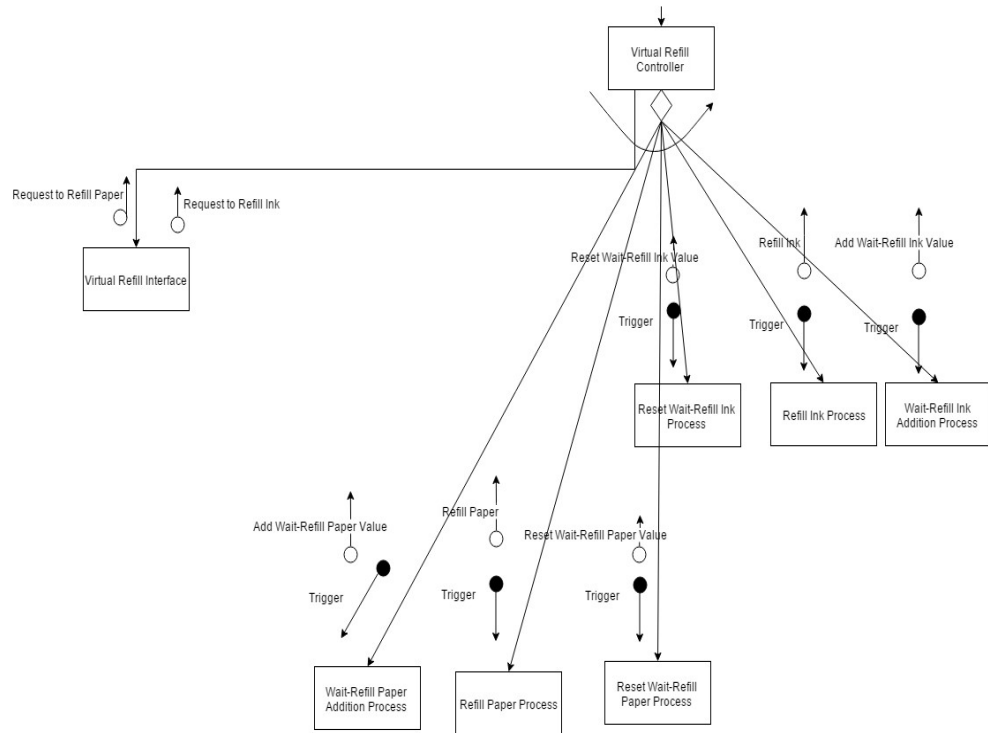 Virtual Refill
Controller
Request to Refill Paper
Request to Refill Ink
Virtual Refill Interface
Reset Wait-Refill Ink Value
Refill Ink
Add Wait-Refill Ink Value
Trigger
Trigger
Trigger
Reset Wait-Refill Ink
Process
Refill Ink Process
Wait-Refill Ink
Addition Process
Add Wait-Refill Paper Value
Refill Paper
Reset Wait-Refill Paper Value
Trigger
Trigger
Trigger
Wait-Refill Paper
Addition Process
Refill Paper Process
Reset Wait-Refill
Paper Process